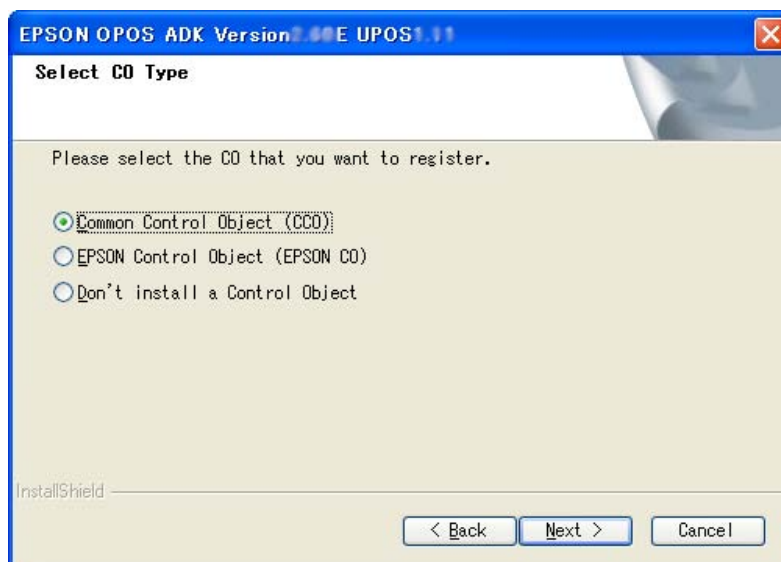 EPSON OPOS ADK Version E UPOS
Select CO Type
Please select the CO that you want to register.
Common Control Object (CCO)
EPSON Control Object (EPSON CO)
Don't install a Control Object
InstallShield
< Back
Next >
Cancel